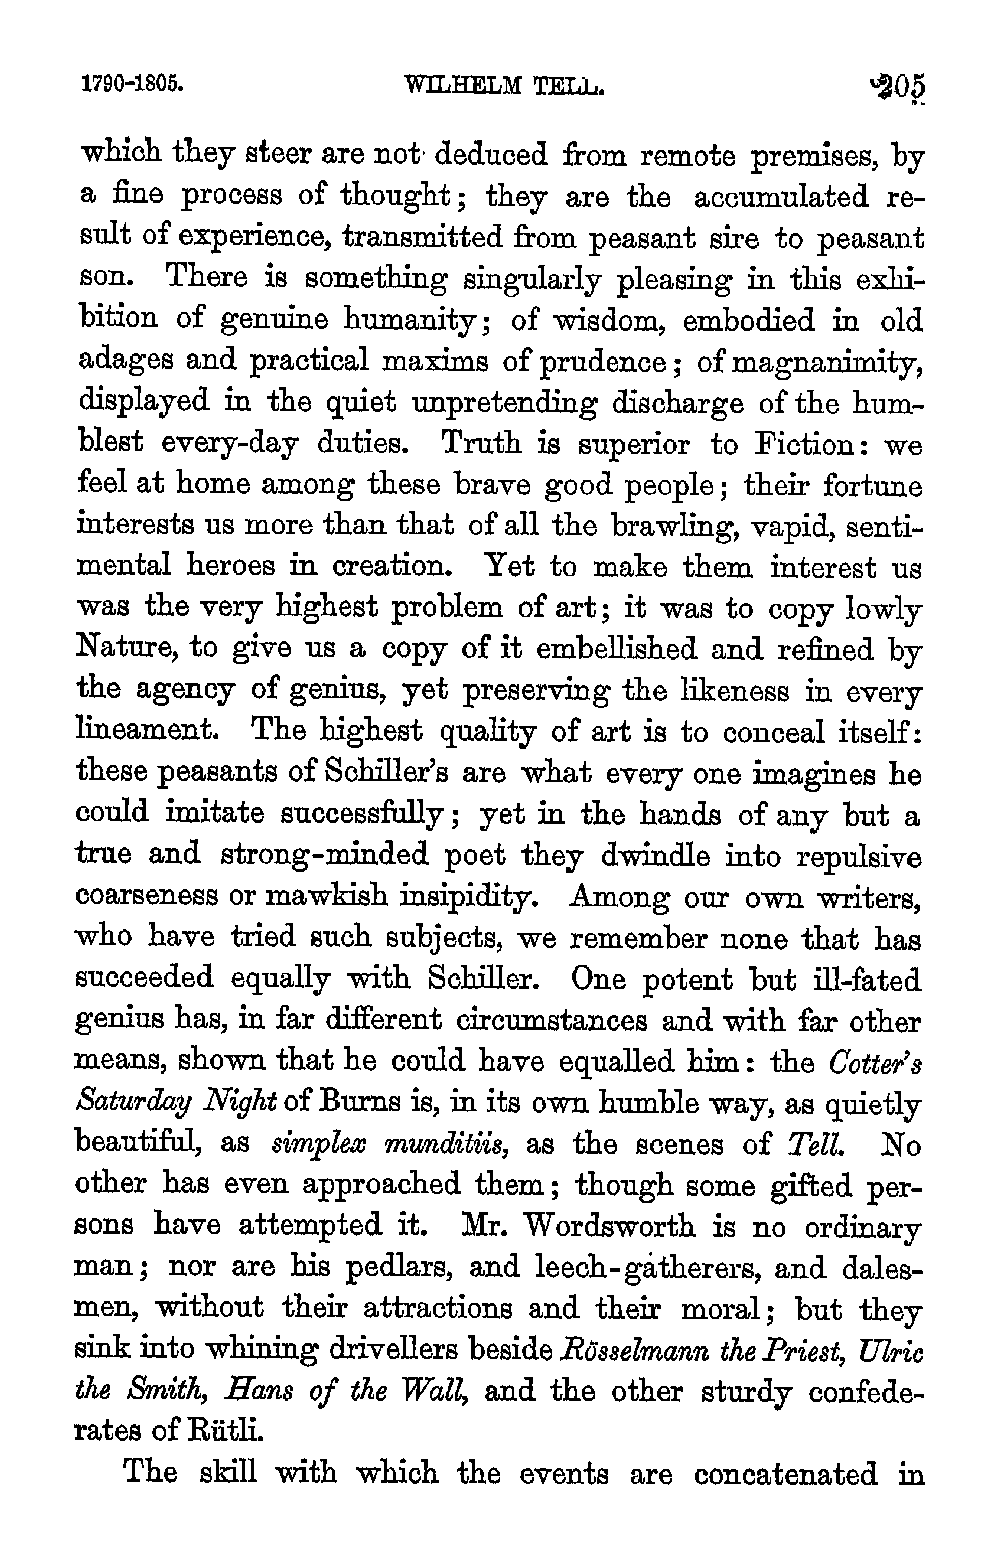 1790-1805. WILHELM TELL. 205
which they steer are not deduced from remote premises, by
a fine process of thought; they are the accumulated re-
sult of experience, transmitted from peasant sire to peasant
son. There is something singularly pleasing in this exhi-
bition of genuine humanity; of wisdom, embodied in old
adages and practical maxims of prudence; of magnanimity,
displayed in the quiet unpretending discharge of the hum-
blest every-day duties. Truth is superior to Fiction: we
feel at home among these brave good people; their fortune
interests us more than that of all the brawling, vapid, senti-
mental heroes in creation. Yet to make them interest us
was the very highest problem of art; it was to copy lowly
Nature, to give us a copy of it embellished and refined by
the agency of genius, yet preserving the likeness in every
lineament. The highest quality of art is to conceal itself:
these peasants of Schiller's are what every one imagines he
could imitate successfully; yet in the hands of any but a
true and strong-minded poet they dwindle into repulsive
coarseness or mawkish insipidity. Among our own writers,
who have tried such subjects, we remember none that has
succeeded equally with Schiller. One potent but ill-fated
genius has, in far different circumstances and with far other
means, shown that he could have equalled him: the Cotter's
Saturday Night of Burns is, in its own humble way, as quietly
beautiful, as simplex munditiis, as the scenes of Tell. No
other has even approached them; though some gifted per-
sons have attempted it. Mr. Wordsworth is no ordinary
man; nor are his pedlars, and leech-gatherers, and dales-
men, without their attractions and their moral; but they
sink into whining drivellers beside Rösselmann the Priest, Ulric
the Smith, Hans of the Wall, and the other sturdy confede-
rates of Rütli.
The skill with which the events are concatenated in